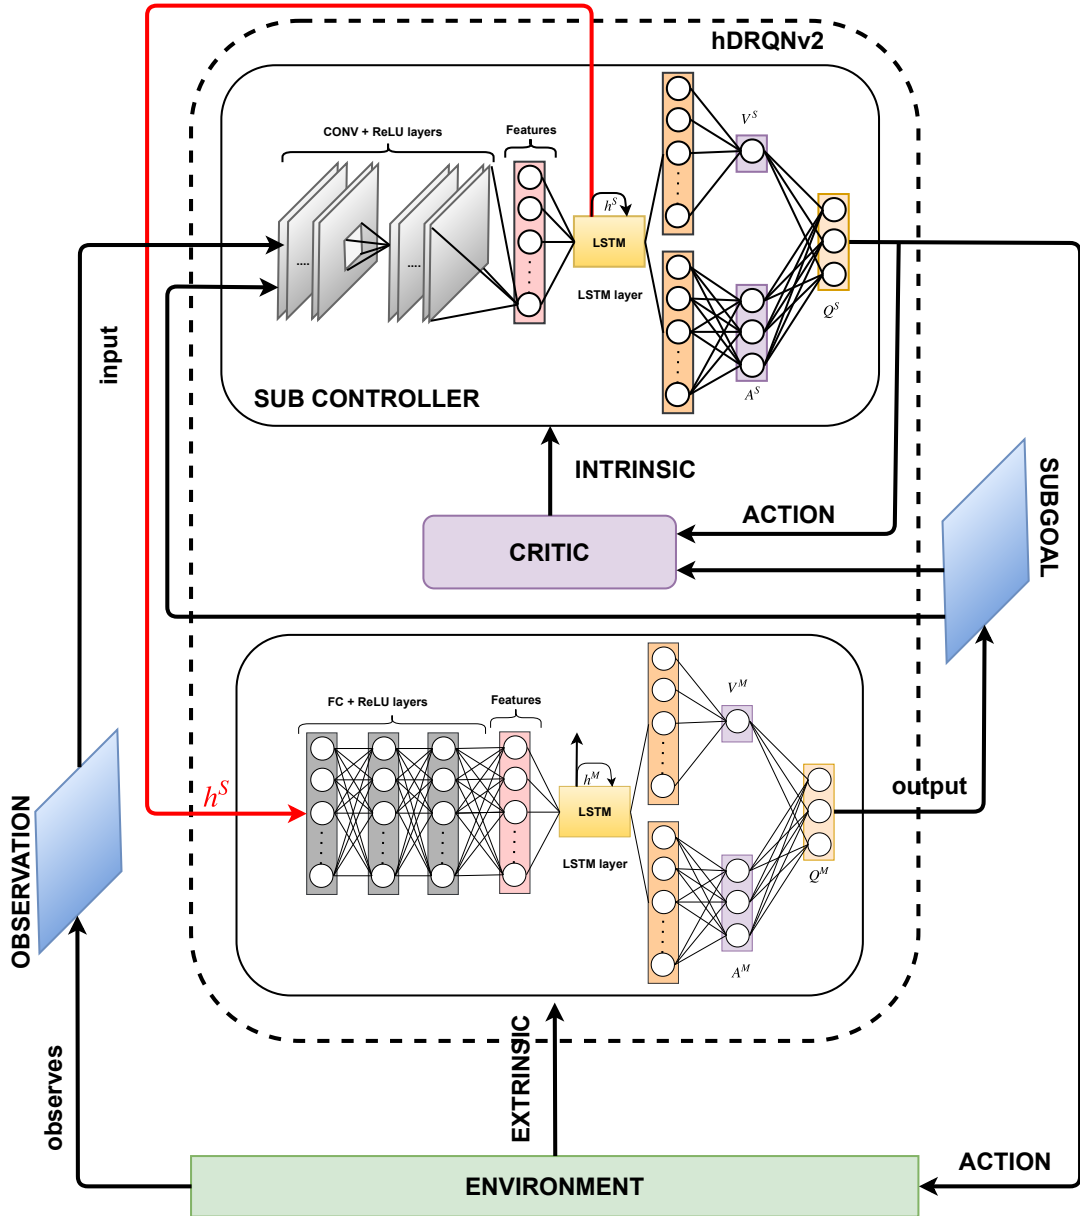 hDRQNv2
CONV + ReLU layers
Features
V^S
h^S
LSTM
LSTM layer
....
....
Q^S
A^S
SUB CONTROLLER
input
INTRINSIC
ACTION
CRITIC
SUBGOAL
FC + ReLU layers
Features
V^M
h^M
LSTM
LSTM layer
output
h^S
Q^M
A^M
OBSERVATION
EXTRINSIC
observes
ACTION
ENVIRONMENT